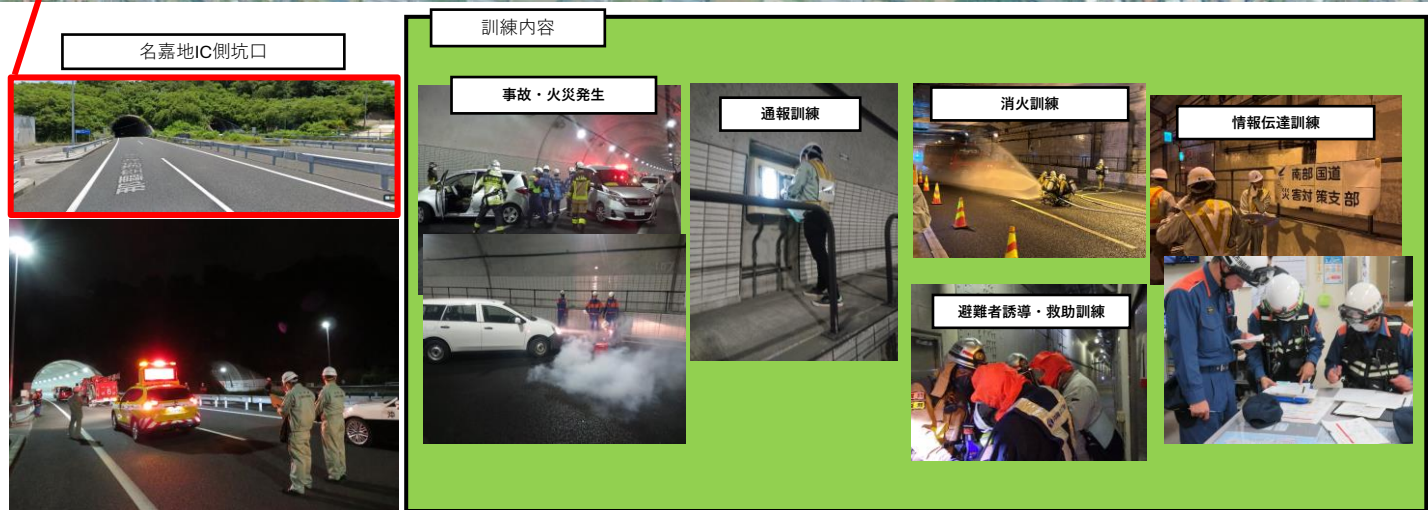 訓練内容
名嘉地IC側坑口
事故・火災発生
通報訓練
消火訓練
情報伝達訓練
南部国道
災害対策支部
避難者誘導・救助訓練